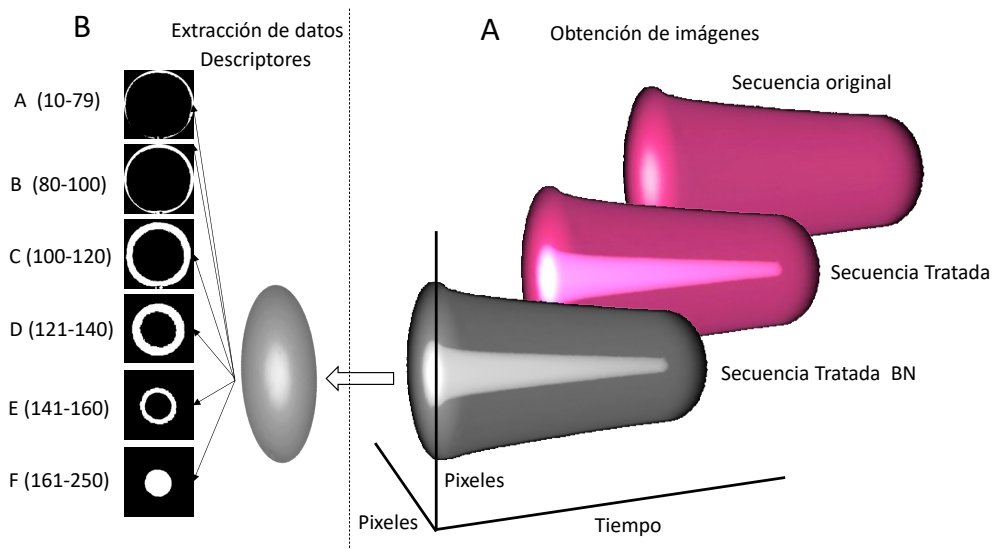 B
Extracción de datos
Descriptores
A (10-79)
B (80-100)
C (100-120)
D (121-140)
E (141-160)
F (161-250)
A
Obtención de imágenes
Secuencia original
Secuencia Tratada
Secuencia Tratada BN
Pixeles
Pixeles
Tiempo